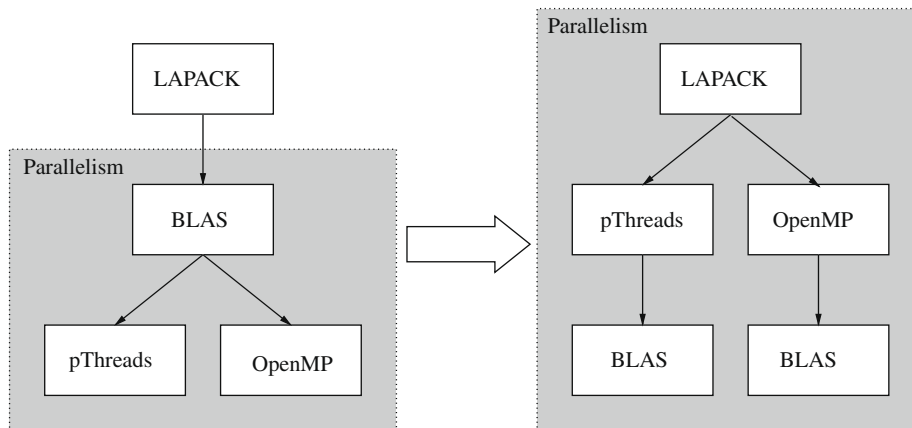 LAPACK
Parallelism
BLAS
pThreads
OpenMP
Parallelism
LAPACK
pThreads
OpenMP
BLAS
BLAS